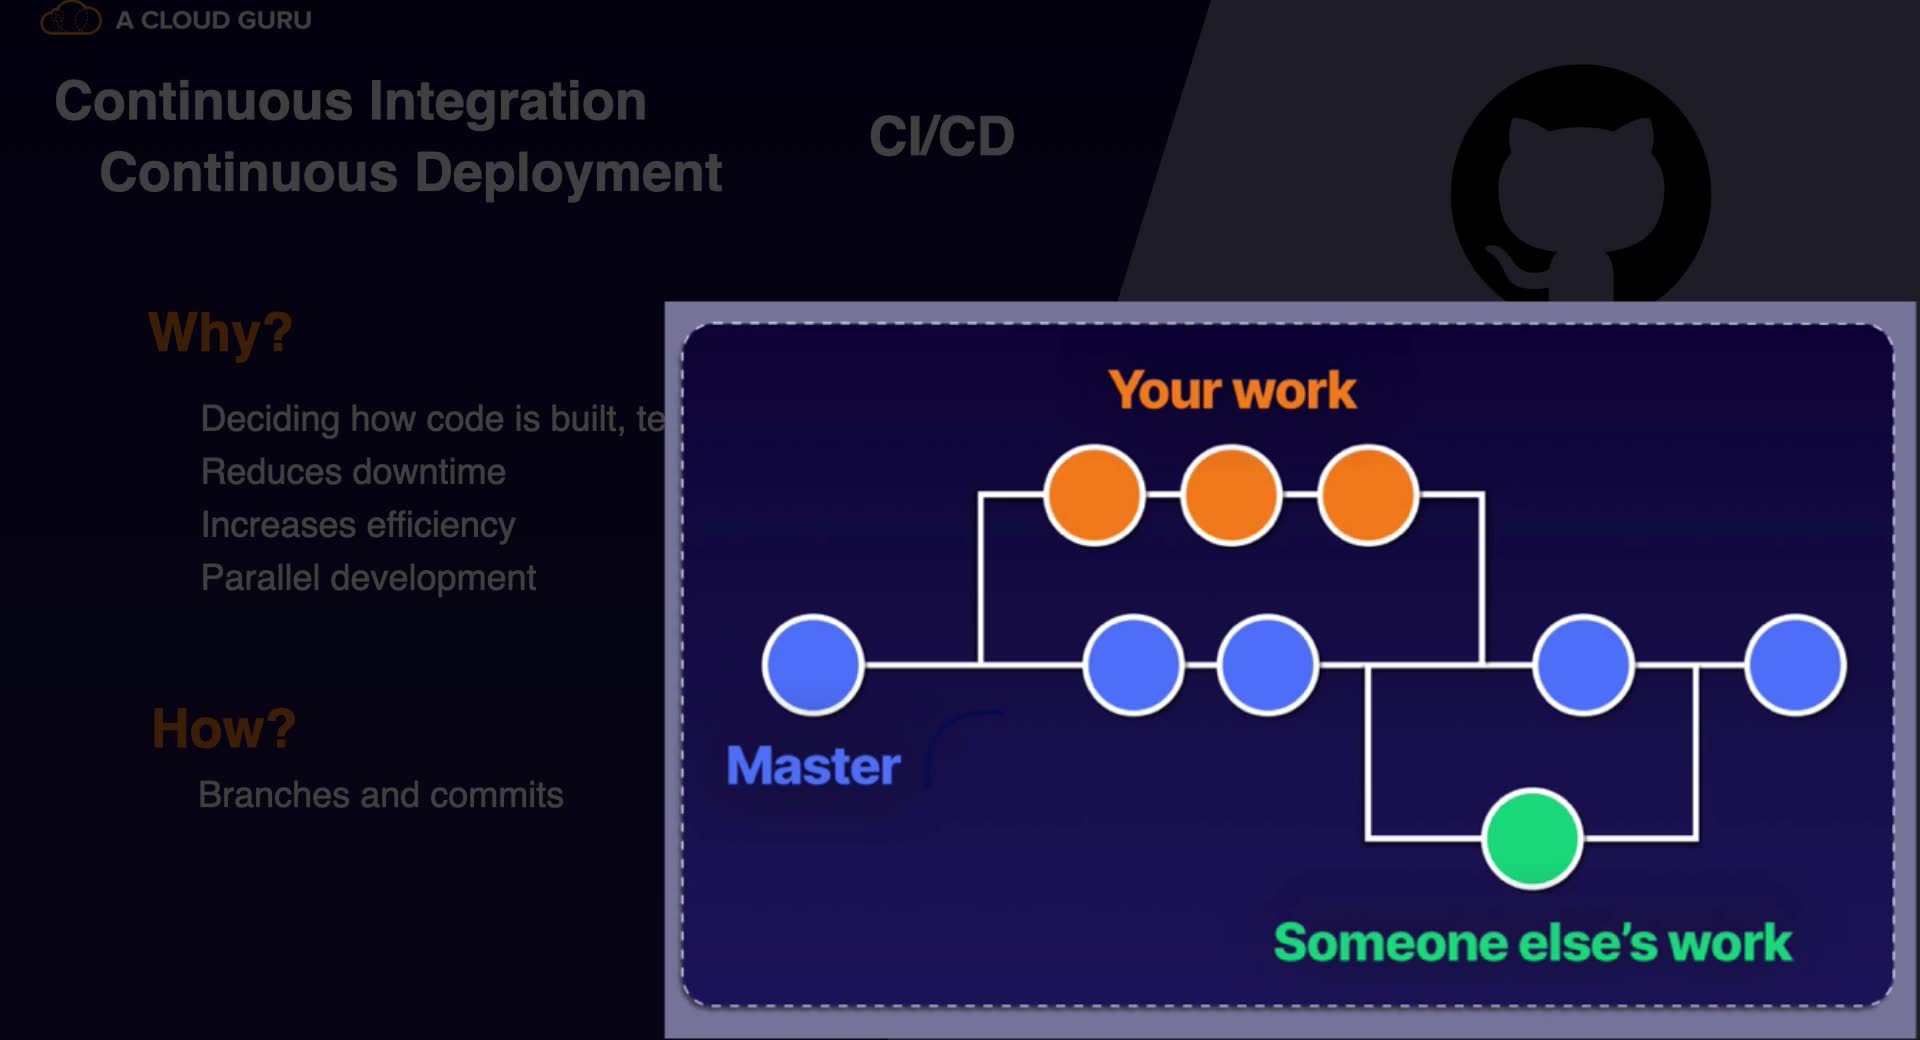 A CLOUD GURU
Continuous Integration
Continuous Deployment
CI/CD
Why?
Deciding how code is built, te
Reduces downtime
Increases efficiency
Parallel development
How?
Branches and commits
Your work
Master
Someone else's work